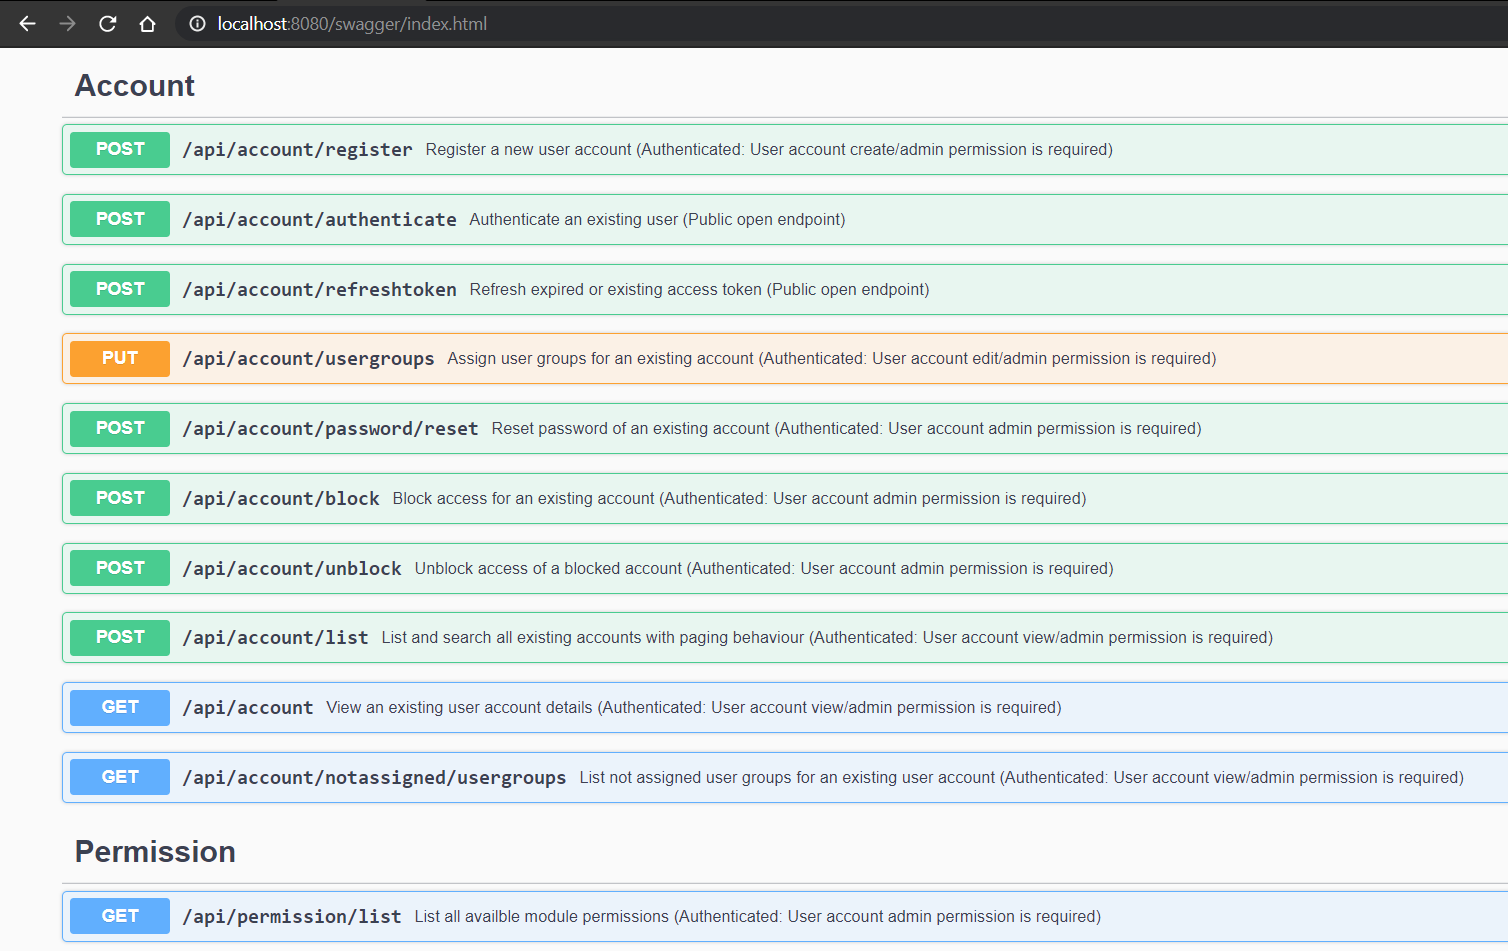 localhost:8080/swagger/index.html
Account
POST /api/account/register Register a new user account (Authenticated: User account create/admin permission is required)
POST /api/account/authenticate Authenticate an existing user (Public open endpoint)
POST /api/account/refreshtoken Refresh expired or existing access token (Public open endpoint)
PUT /api/account/usergroups Assign user groups for an existing account (Authenticated: User account edit/admin permission is required)
POST /api/account/password/reset Reset password of an existing account (Authenticated: User account admin permission is required)
POST /api/account/block Block access for an existing account (Authenticated: User account admin permission is required)
POST /api/account/unblock Unblock access of a blocked account (Authenticated: User account admin permission is required)
POST /api/account/list List and search all existing accounts with paging behaviour (Authenticated: User account view/admin permission is required)
GET /api/account View an existing user account details (Authenticated: User account view/admin permission is required)
GET /api/account/notassigned/usergroups List not assigned user groups for an existing user account (Authenticated: User account view/admin permission is required)
Permission
GET /api/permission/list List all availble module permissions (Authenticated: User account admin permission is required)